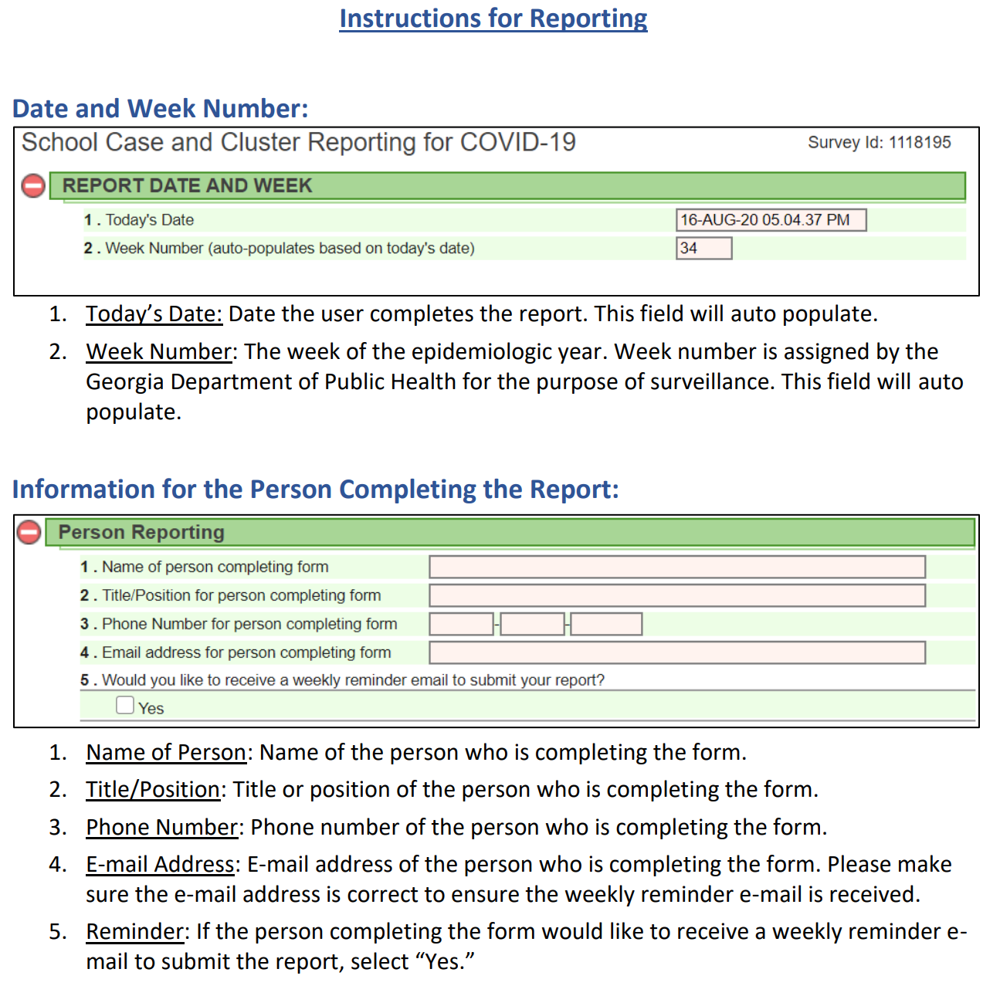 Instructions for Reporting
Date and Week Number:
School Case and Cluster Reporting for COVID-19 Survey Id: 1118195
REPORT DATE AND WEEK
1 . Today's Date 16-AUG-20 05.04.37 PM
2 . Week Number (auto-populates based on today's date) 34
1. Today’s Date: Date the user completes the report. This field will auto populate.
2. Week Number: The week of the epidemiologic year. Week number is assigned by the
Georgia Department of Public Health for the purpose of surveillance. This field will auto
populate.
Information for the Person Completing the Report:
Person Reporting
1 . Name of person completing form
2 . Title/Position for person completing form
3 . Phone Number for person completing form - -
4 . Email address for person completing form
5 . Would you like to receive a weekly reminder email to submit your report?
Yes
1. Name of Person: Name of the person who is completing the form.
2. Title/Position: Title or position of the person who is completing the form.
3. Phone Number: Phone number of the person who is completing the form.
4. E-mail Address: E-mail address of the person who is completing the form. Please make
sure the e-mail address is correct to ensure the weekly reminder e-mail is received.
5. Reminder: If the person completing the form would like to receive a weekly reminder e-
mail to submit the report, select “Yes.”